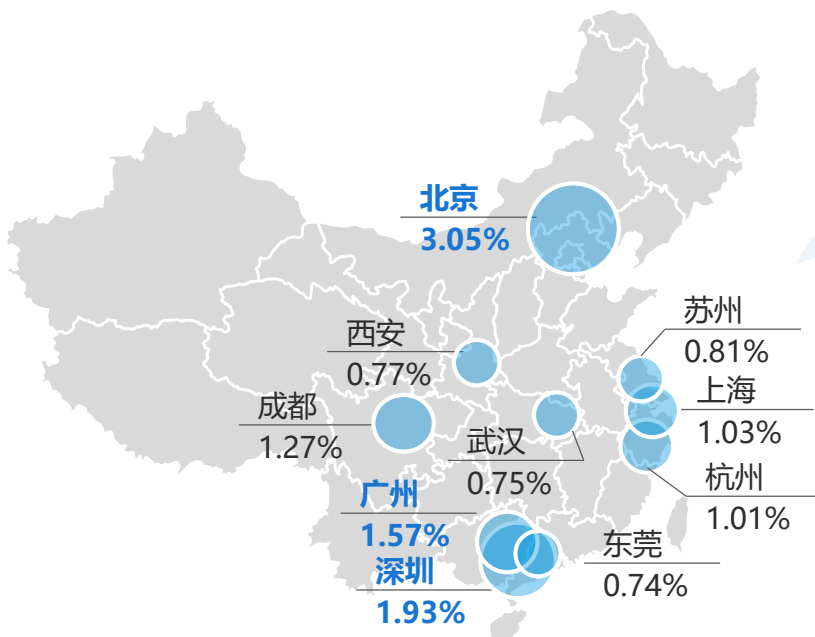 北京
3.05%
苏州
0.81%
西安
0.77%
上海
1.03%
成都
1.27%
武汉
0.75%
杭州
1.01%
广州
1.57%
东莞
0.74%
深圳
1.93%